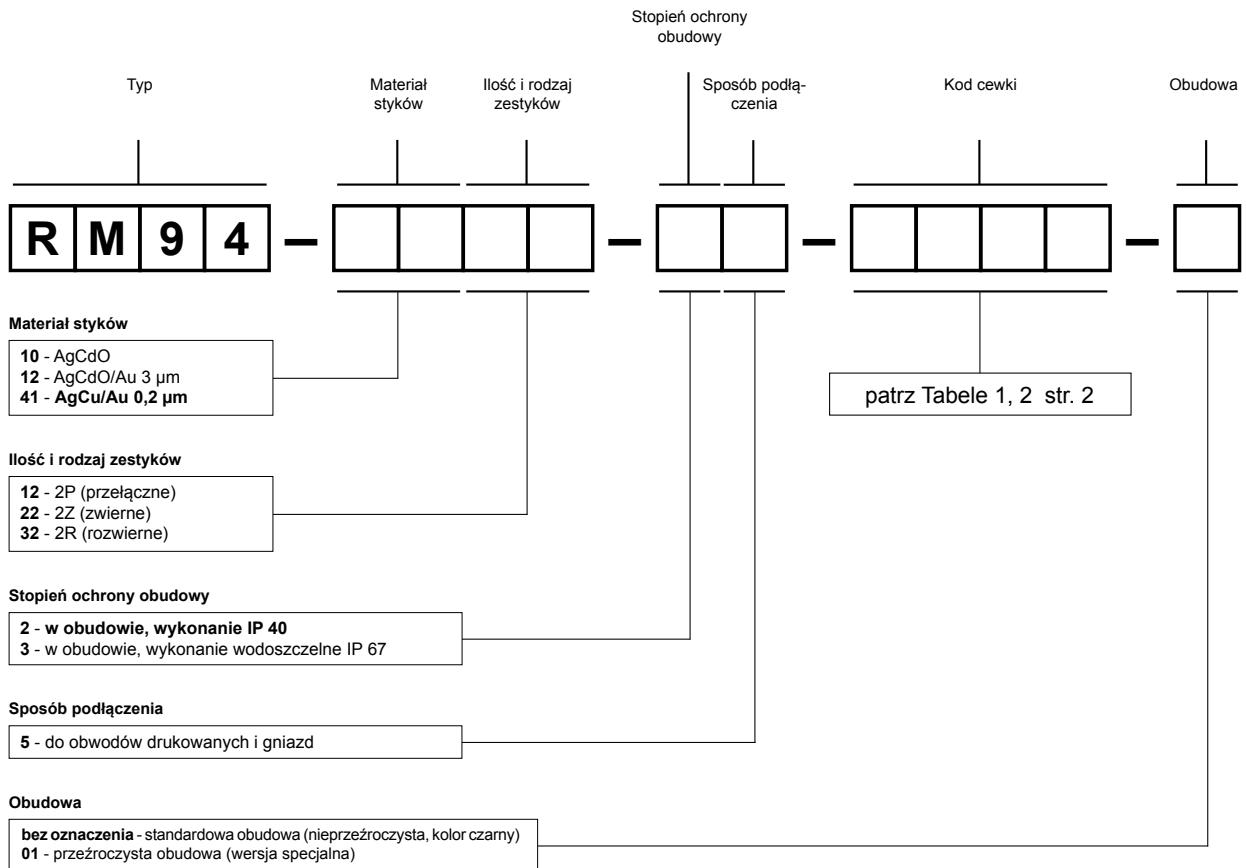 Stopień ochrony
obudowy
Typ
Materiał
styków
Ilość i rodzaj
zestyków
Sposób podłą-
czenia
Kod cewki
Obudowa
R M 9 4 – – – –
Materiał styków
10 - AgCdO
12 - AgCdO/Au 3 µm
41 - AgCu/Au 0,2 µm
patrz Tabele 1, 2 str. 2
Ilość i rodzaj zestyków
12 - 2P (przełączne)
22 - 2Z (zwierne)
32 - 2R (rozwierne)
Stopień ochrony obudowy
2 - w obudowie, wykonanie IP 40
3 - w obudowie, wykonanie wodoszczelne IP 67
Sposób podłączenia
5 - do obwodów drukowanych i gniazd
Obudowa
bez oznaczenia - standardowa obudowa (nieprzeźroczysta, kolor czarny)
01 - przeźroczysta obudowa (wersja specjalna)